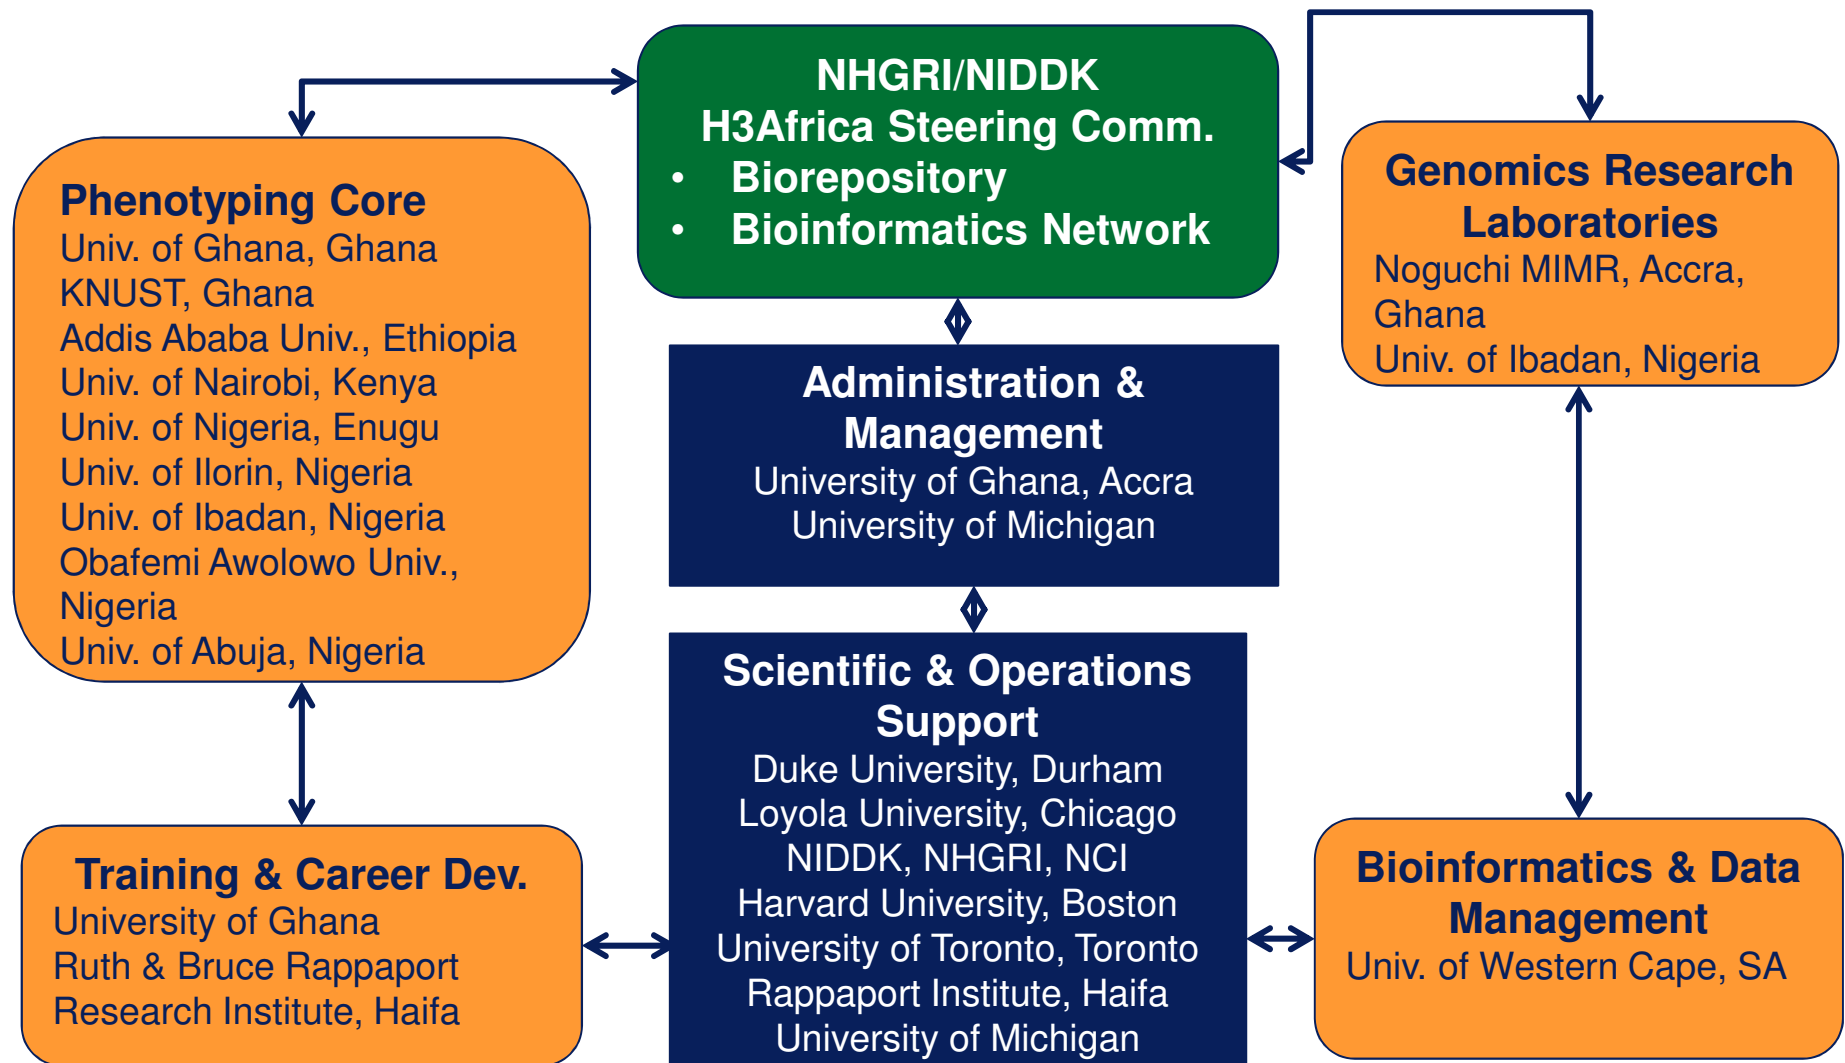 NHGRI/NIDDK
H3Africa Steering Comm.
• Biorepository
• Bioinformatics Network
Phenotyping Core
Univ. of Ghana, Ghana
KNUST, Ghana
Addis Ababa Univ., Ethiopia
Univ. of Nairobi, Kenya
Univ. of Nigeria, Enugu
Univ. of Ilorin, Nigeria
Univ. of Ibadan, Nigeria
Obafemi Awolowo Univ.,
Nigeria
Univ. of Abuja, Nigeria
Genomics Research
Laboratories
Noguchi MIMR, Accra,
Ghana
Univ. of Ibadan, Nigeria
Administration &
Management
University of Ghana, Accra
University of Michigan
Scientific & Operations
Support
Duke University, Durham
Loyola University, Chicago
NIDDK, NHGRI, NCI
Harvard University, Boston
University of Toronto, Toronto
Rappaport Institute, Haifa
University of Michigan
Training & Career Dev.
University of Ghana
Ruth & Bruce Rappaport
Research Institute, Haifa
Bioinformatics & Data
Management
Univ. of Western Cape, SA